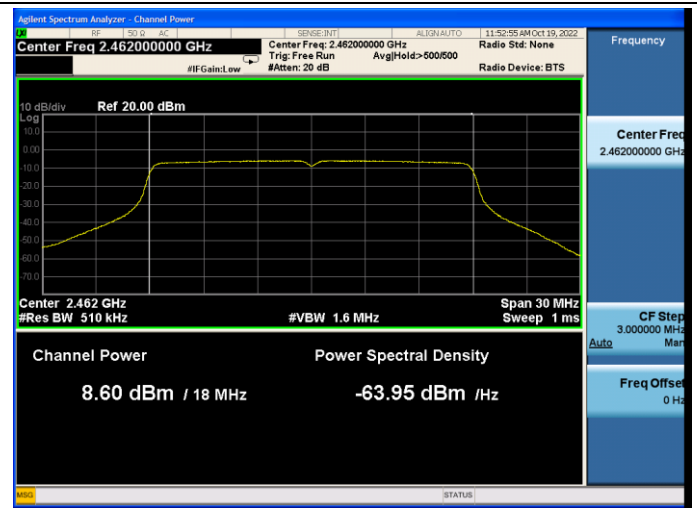 Agilent Spectrum Analyzer - Channel Power
RF 50 Ω AC SENSE:INT ALIGN AUTO 11:52:55 AM Oct 19, 2022
Center Freq 2.462000000 GHz Center Freq: 2.462000000 GHz Radio Std: None
Trig: Free Run Avg|Hold:>500/500
#IFGain:Low #Atten: 20 dB Radio Device: BTS
Frequency
10 dB/div Ref 20.00 dBm
Log
10.0
0.00
-10.0
-20.0
-30.0
-40.0
-50.0
-60.0
-70.0
Center 2.462 GHz Span 30 MHz
#Res BW 510 kHz #VBW 1.6 MHz Sweep 1 ms
Channel Power Power Spectral Density
8.60 dBm / 18 MHz -63.95 dBm /Hz
Center Freq
2.462000000 GHz
CF Step
3.000000 MHz
Auto Man
Freq Offset
0 Hz
MSG STATUS